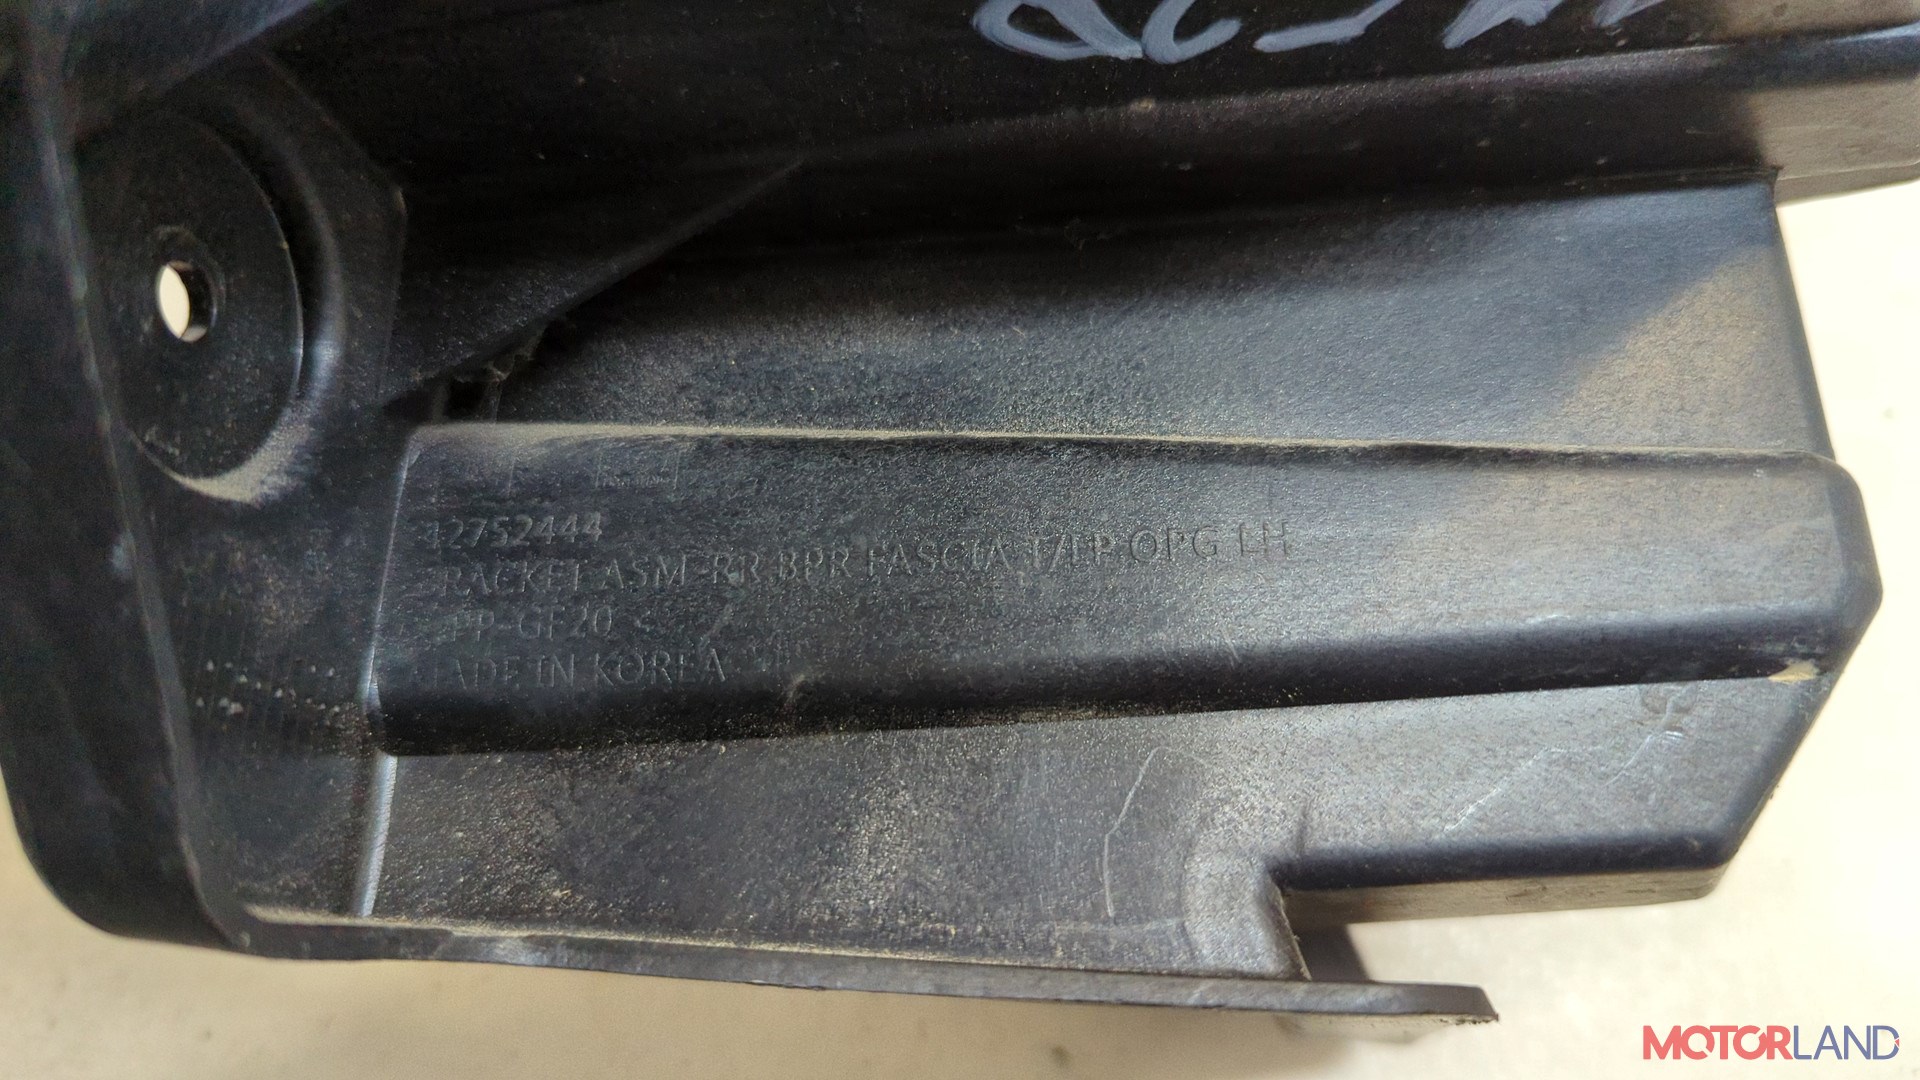 42752444
BRACKET ASM-RR BPR FASCIA T/LP OPG LH
>PP-GF20<
MADE IN KOREA
MOTORLAND